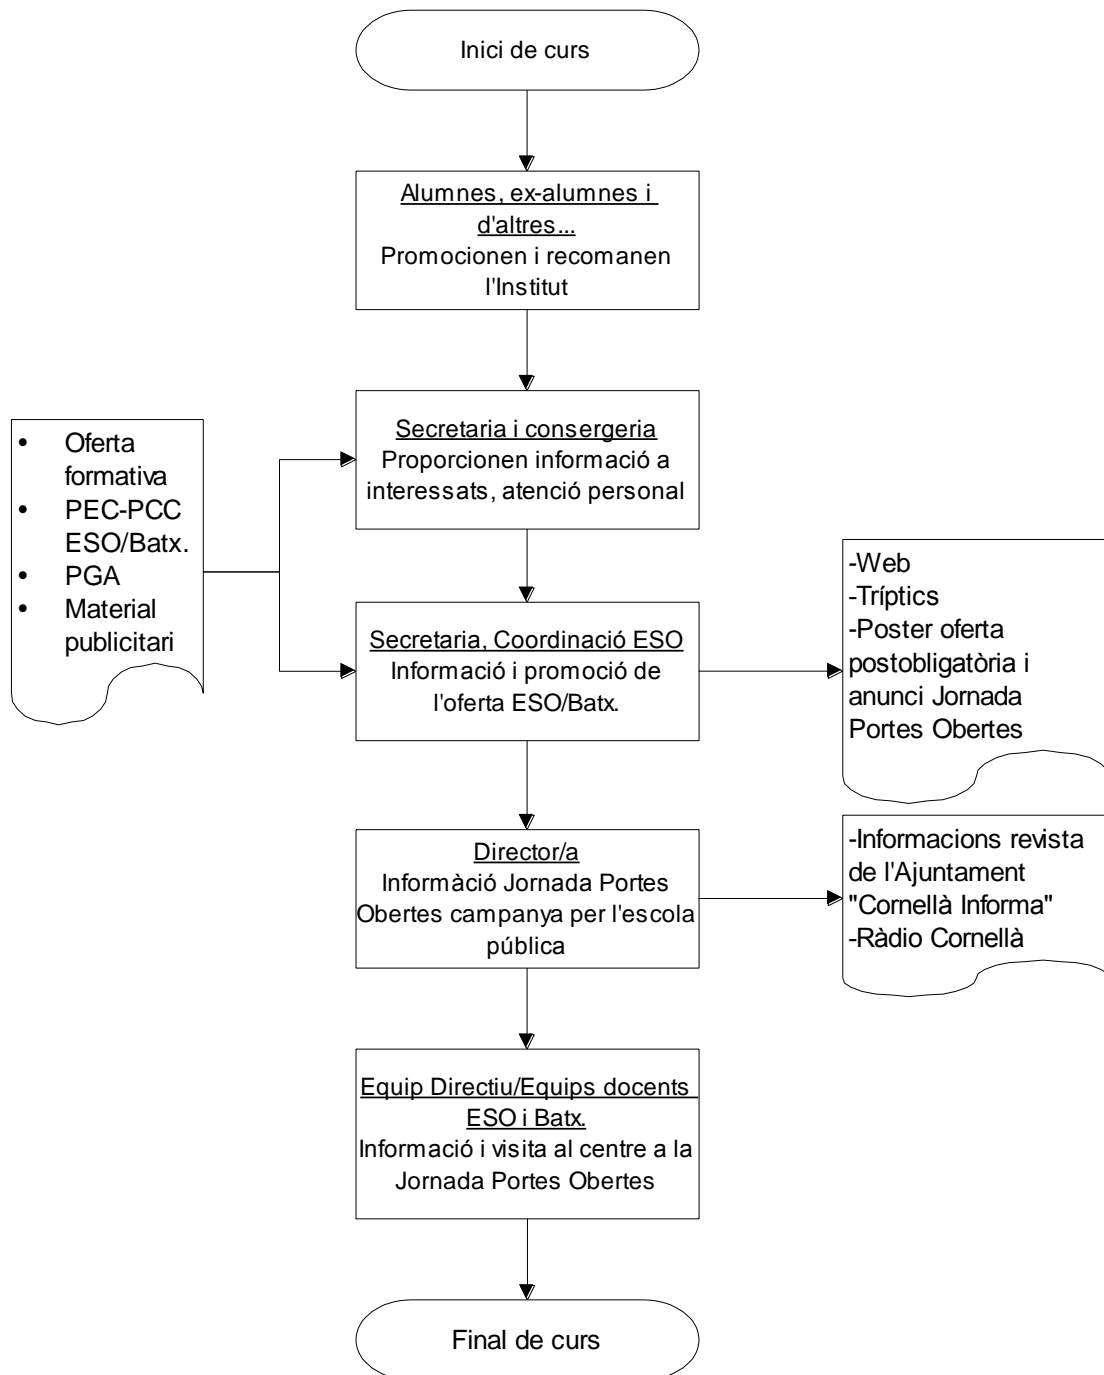 Inici de curs
Alumnes, ex-alumnes i
d'altres...
Promocionen i recomanen
l'Institut
Secretaria i consergeria
Proporcionen informació a
interessats, atenció personal
• Oferta
formativa
• PEC-PCC
ESO/Batx.
• PGA
• Material
publicitari
Secretaria, Coordinació ESO
Informació i promoció de
l'oferta ESO/Batx.
-Web
-Tríptics
-Poster oferta
postobligatòria i
anunci Jornada
Portes Obertes
Director/a
Informàció Jornada Portes
Obertes campanya per l'escola
pública
-Informacions revista
de l'Ajuntament
"Cornellà Informa"
-Ràdio Cornellà
Equip Directiu/Equips docents
ESO i Batx.
Informació i visita al centre a la
Jornada Portes Obertes
Final de curs